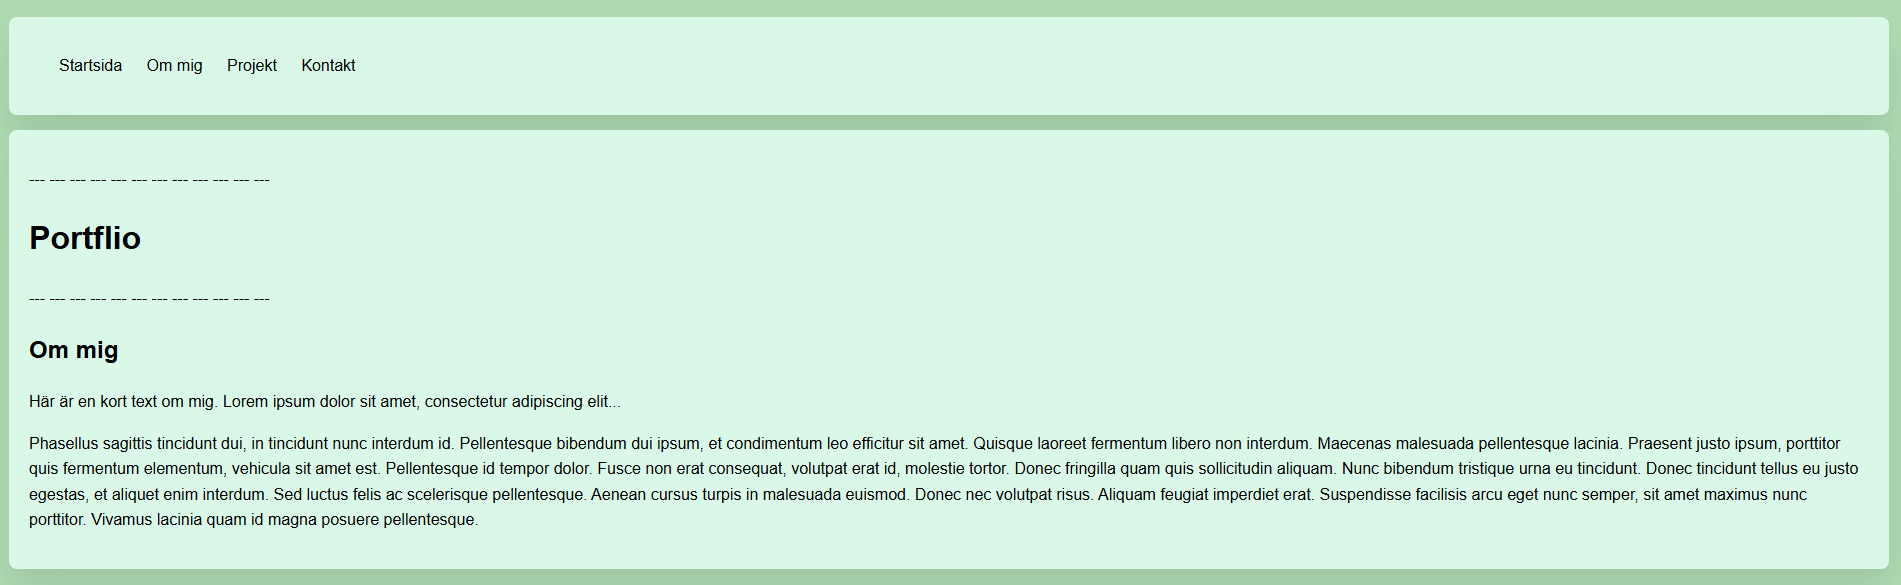 Startsida Om mig Projekt Kontakt
--- --- --- --- --- --- --- --- --- --- --- ---
Portflio
--- --- --- --- --- --- --- --- --- --- --- ---
Om mig
Här är en kort text om mig. Lorem ipsum dolor sit amet, consectetur adipiscing elit...
Phasellus sagittis tincidunt dui, in tincidunt nunc interdum id. Pellentesque bibendum dui ipsum, et condimentum leo efficitur sit amet. Quisque laoreet fermentum libero non interdum. Maecenas malesuada pellentesque lacinia. Praesent justo ipsum, porttitor
quis fermentum elementum, vehicula sit amet est. Pellentesque id tempor dolor. Fusce non erat consequat, volutpat erat id, molestie tortor. Donec fringilla quam quis sollicitudin aliquam. Nunc bibendum tristique urna eu tincidunt. Donec tincidunt tellus eu justo
egestas, et aliquet enim interdum. Sed luctus felis ac scelerisque pellentesque. Aenean cursus turpis in malesuada euismod. Donec nec volutpat risus. Aliquam feugiat imperdiet erat. Suspendisse facilisis arcu eget nunc semper, sit amet maximus nunc
porttitor. Vivamus lacinia quam id magna posuere pellentesque.